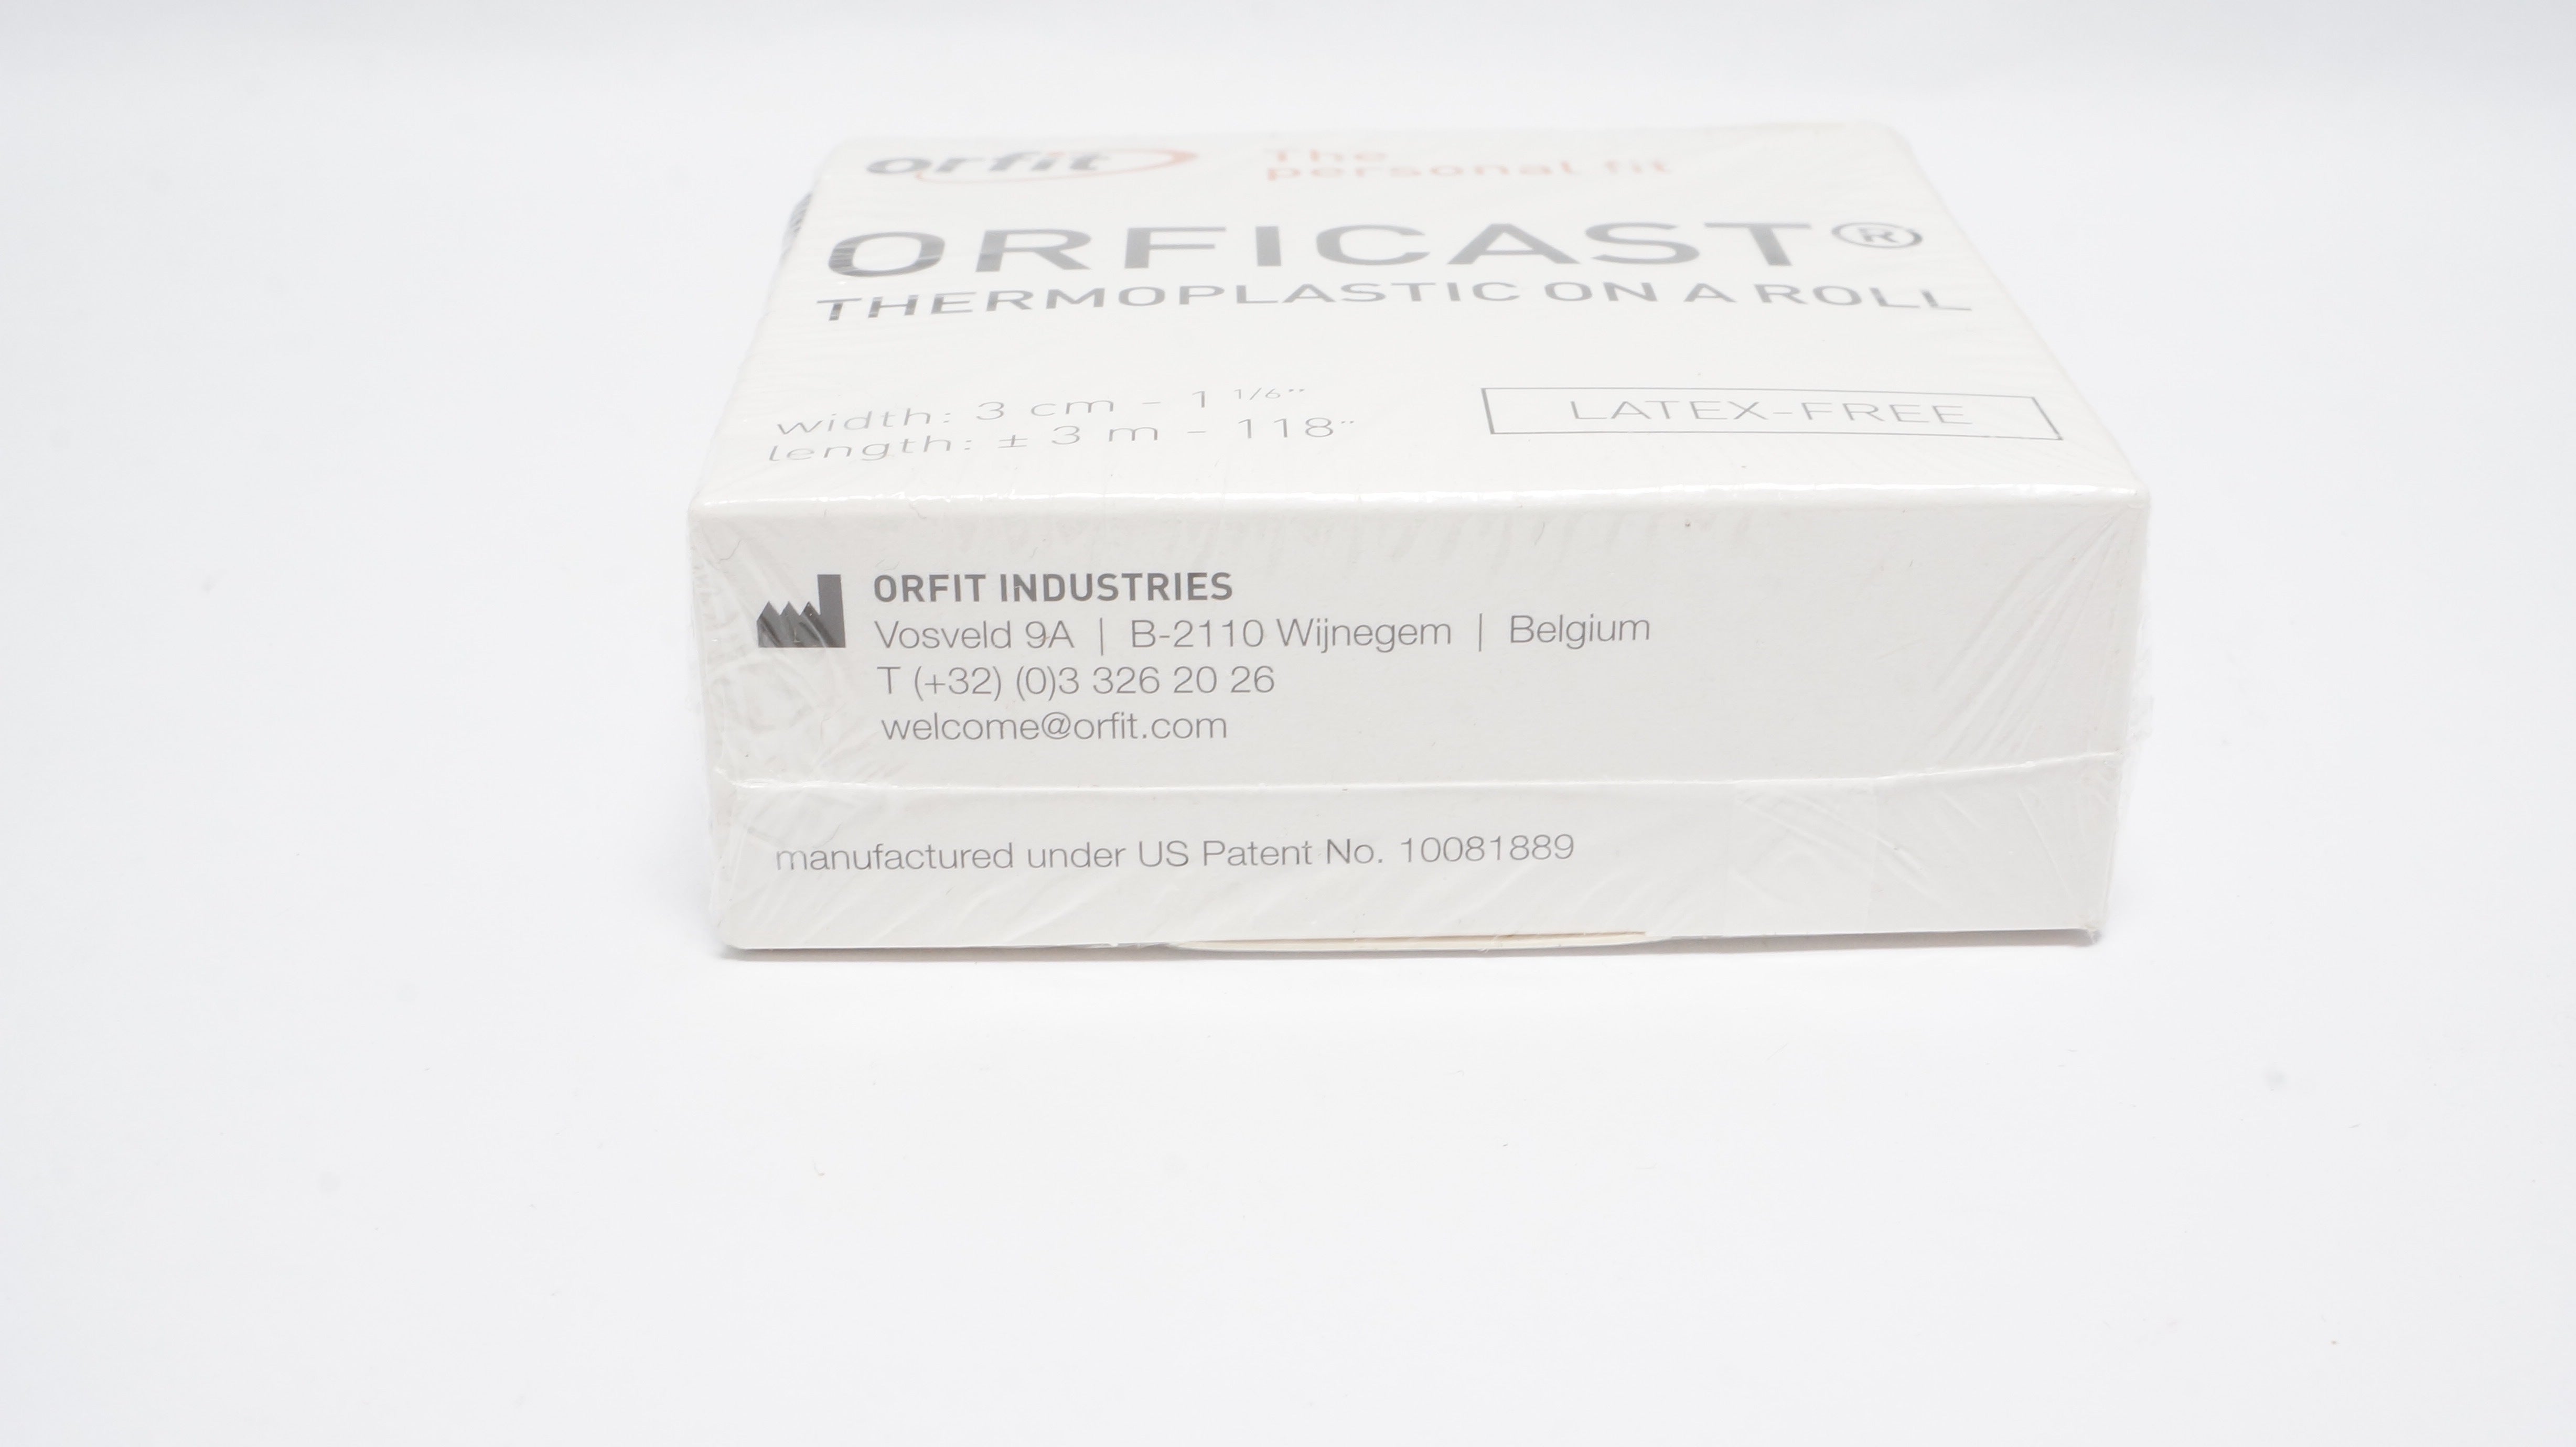 orfit
The
personal fit
ORFICAST®
THERMOPLASTIC ON A ROLL
width: 3 cm - 1 1/6"
length: ± 3 m - 118"
LATEX-FREE
ORFIT INDUSTRIES
Vosveld 9A | B-2110 Wijnegem | Belgium
T (+32) (0)3 326 20 26
welcome@orfit.com
manufactured under US Patent No. 10081889